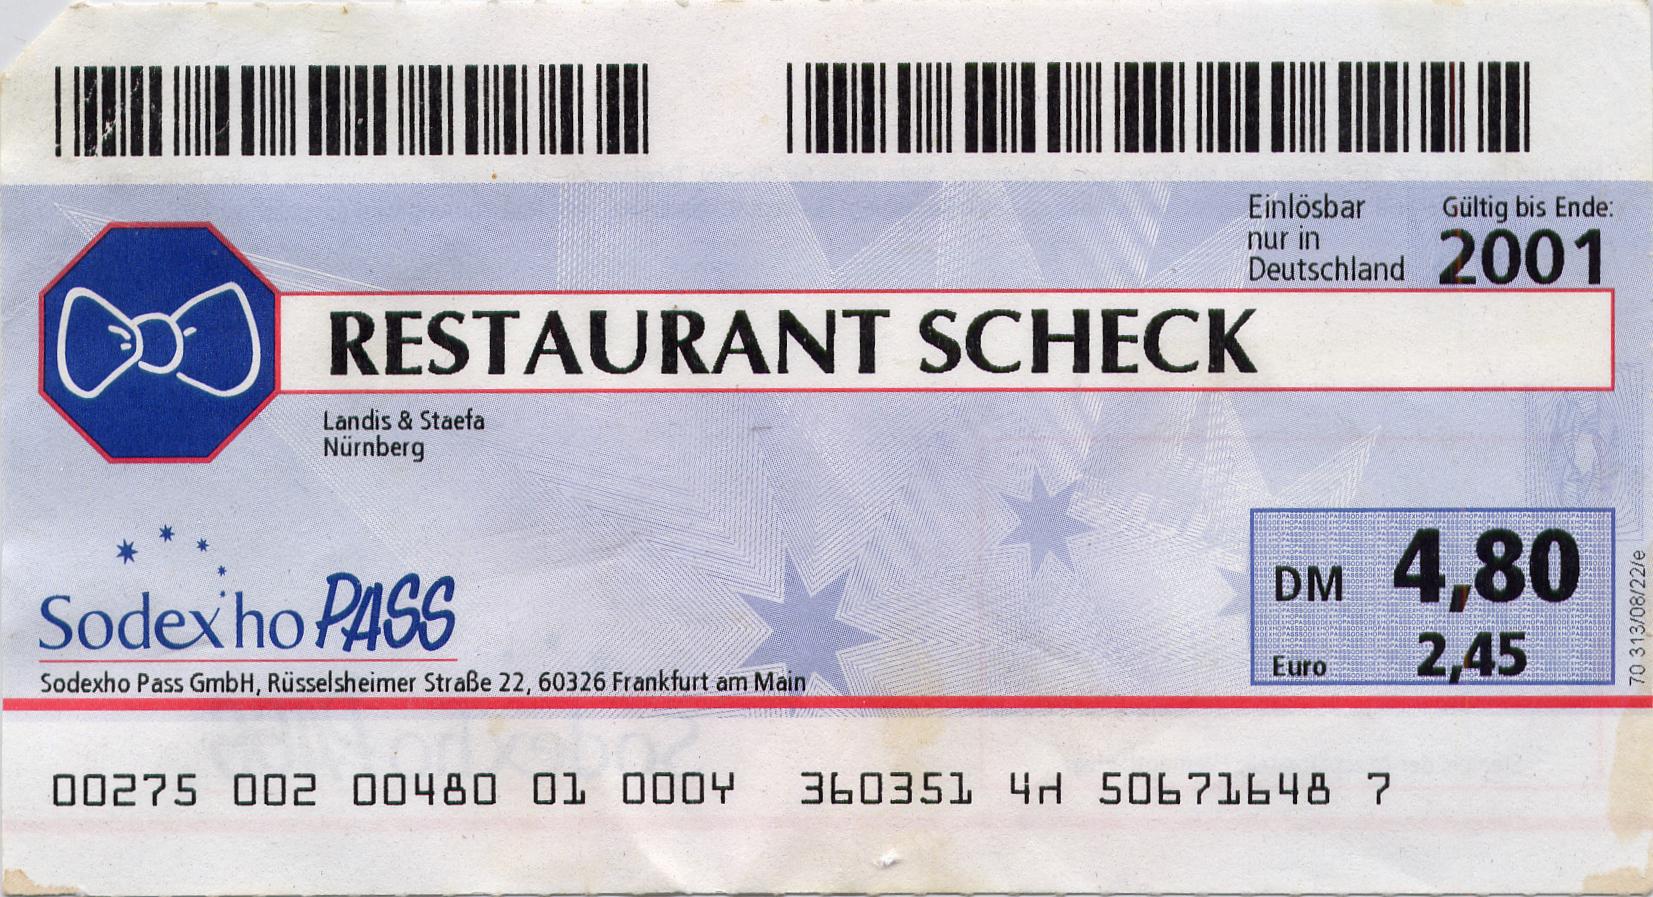 Einlösbar
nur in
Deutschland
Gültig bis Ende:
2001
RESTAURANT SCHECK
Landis & Staefa
Nürnberg
Sodexho PASS
Sodexho Pass GmbH, Rüsselsheimer Straße 22, 60326 Frankfurt am Main
DM 4,80
Euro 2,45
70 313/08/22/e
00275 002 00480 01 000Y 360351 4H 50671648 7